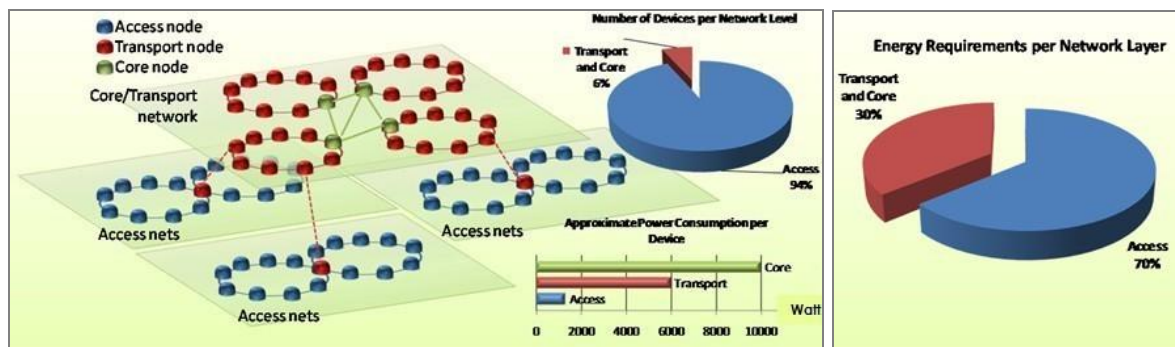 Access node
Transport node
Core node
Core/Transport
network
Access nets
Access nets
Access nets
Number of Devices per Network Level
Transport
and Core
6%
Access
94%
Approximate Power Consumption per
Device
Core
Transport
Access
Watt
0 2000 4000 6000 8000 10000
Energy Requirements per Network Layer
Transport
and Core
30%
Access
70%